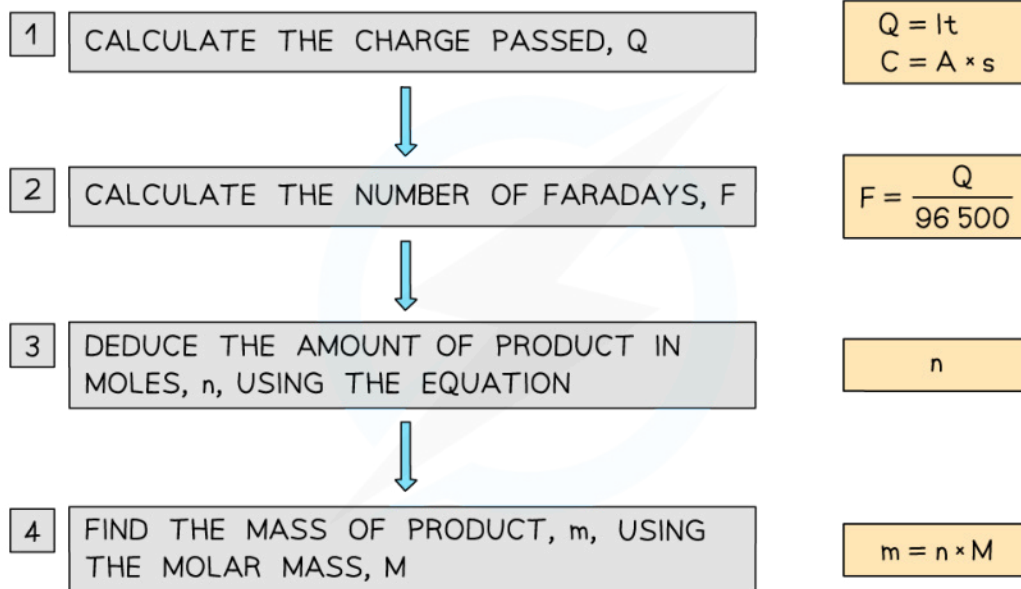 1 CALCULATE THE CHARGE PASSED, Q
Q = It
C = A × s
2 CALCULATE THE NUMBER OF FARADAYS, F
F = Q
96 500
3 DEDUCE THE AMOUNT OF PRODUCT IN
MOLES, n, USING THE EQUATION
n
4 FIND THE MASS OF PRODUCT, m, USING
THE MOLAR MASS, M
m = n × M